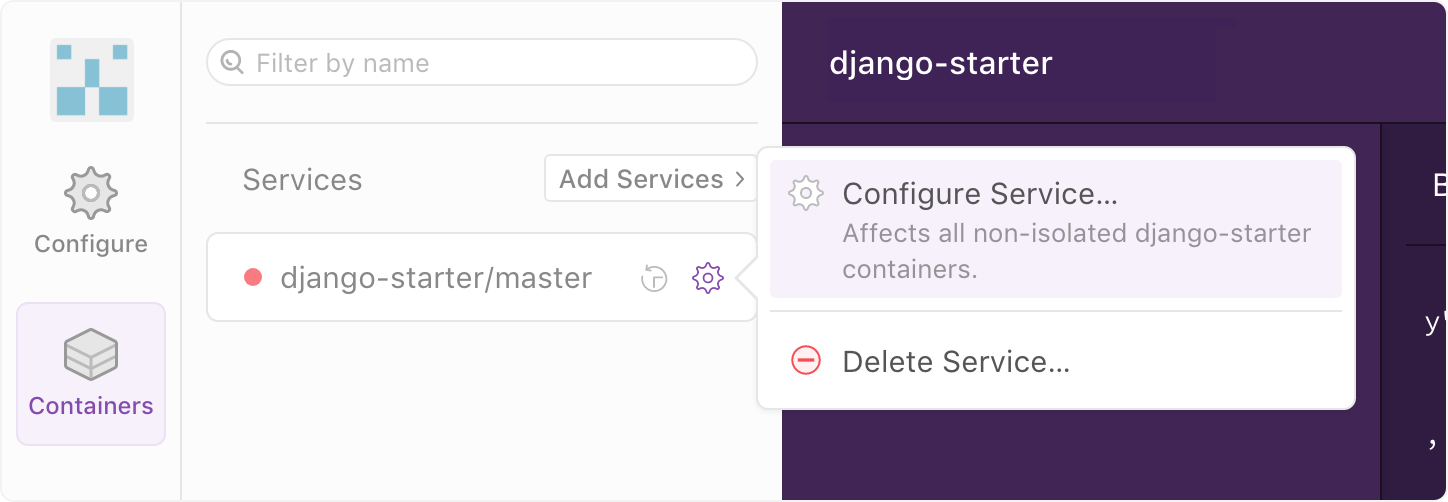 Filter by name
django-starter
Configure
Services
Add Services
Configure Service...
Affects all non-isolated django-starter
containers.
django-starter/master
Delete Service...
Containers
B
y'
,